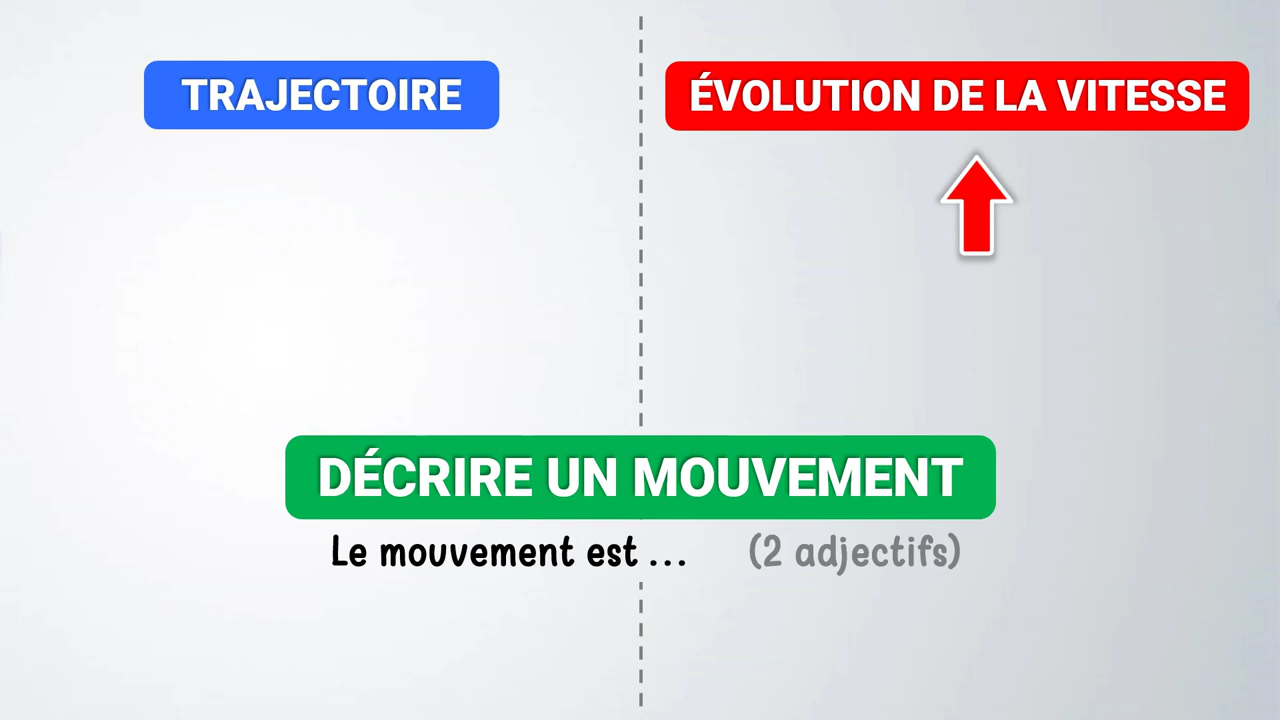 TRAJECTOIRE
ÉVOLUTION DE LA VITESSE
DÉCRIRE UN MOUVEMENT
Le mouvement est ... (2 adjectifs)